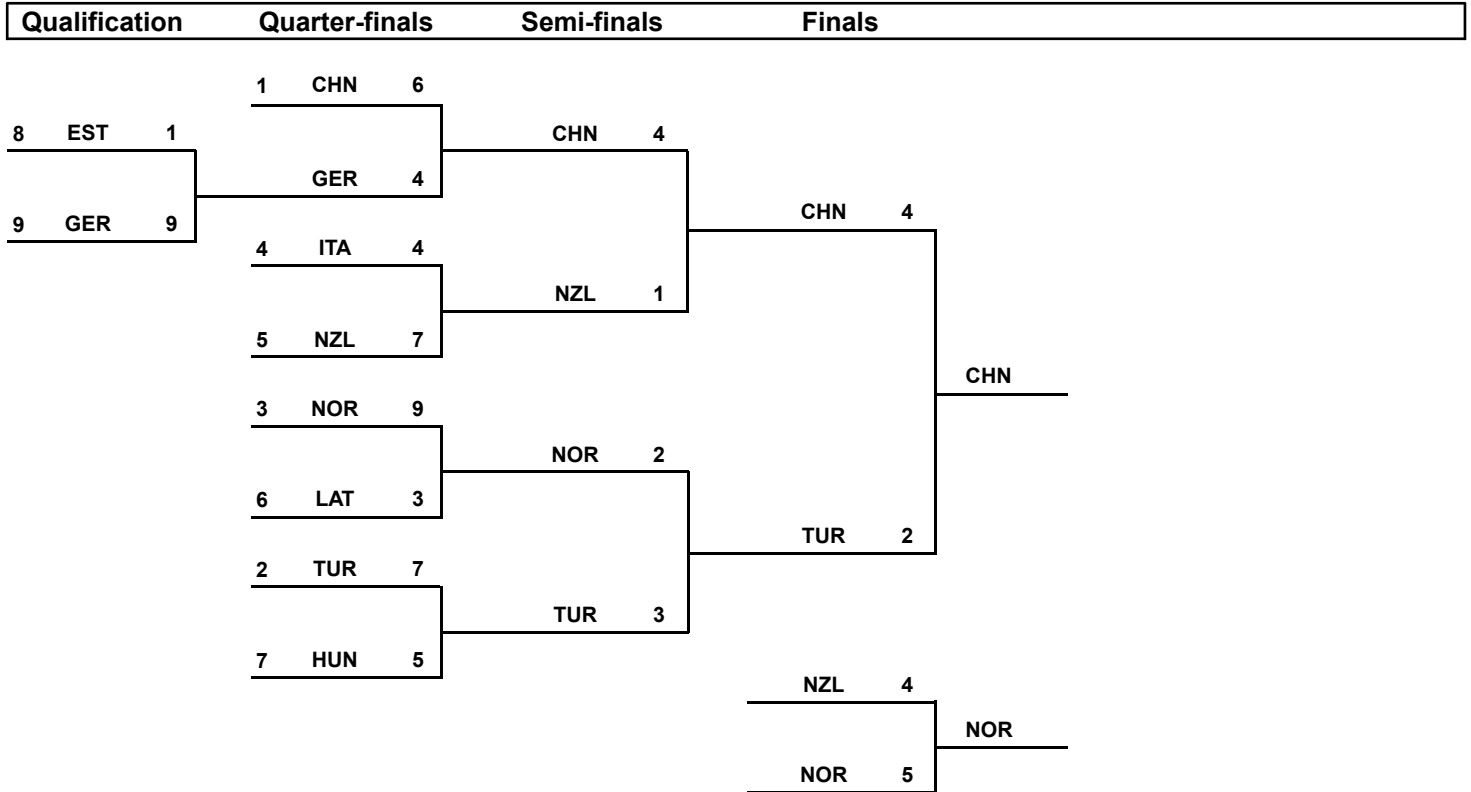 Qualification Quarter-finals Semi-finals Finals
1 CHN 6
8 EST 1 CHN 4
GER 4
CHN 4
9 GER 9
4 ITA 4
NZL 1
5 NZL 7
CHN
3 NOR 9
NOR 2
6 LAT 3
TUR 2
2 TUR 7
TUR 3
7 HUN 5
NZL 4
NOR
NOR 5